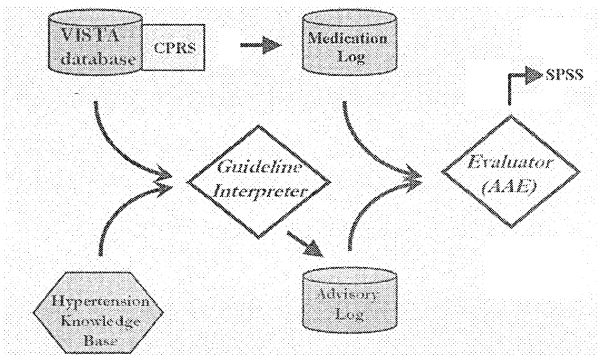 VISTA
database
CPRS
Medication
Log
SPSS
Guideline
Interpreter
Evaluator
(AAE)
Hypertension
Knowledge
Base
Advisory
Log